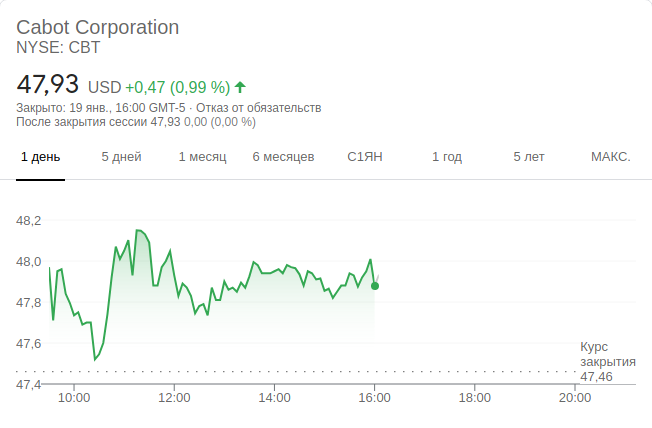 Cabot Corporation
NYSE: CBT
47,93 USD +0,47 (0,99 %)
Закрыто: 19 янв., 16:00 GMT-5 · Отказ от обязательств
После закрытия сессии 47,93 0,00 (0,00 %)
1 день 5 дней 1 месяц 6 месяцев С1ЯН 1 год 5 лет МАКС.
48,2
48,0
47,8
47,6
Курс
закрытия
47,46
47,4
10:00 12:00 14:00 16:00 18:00 20:00